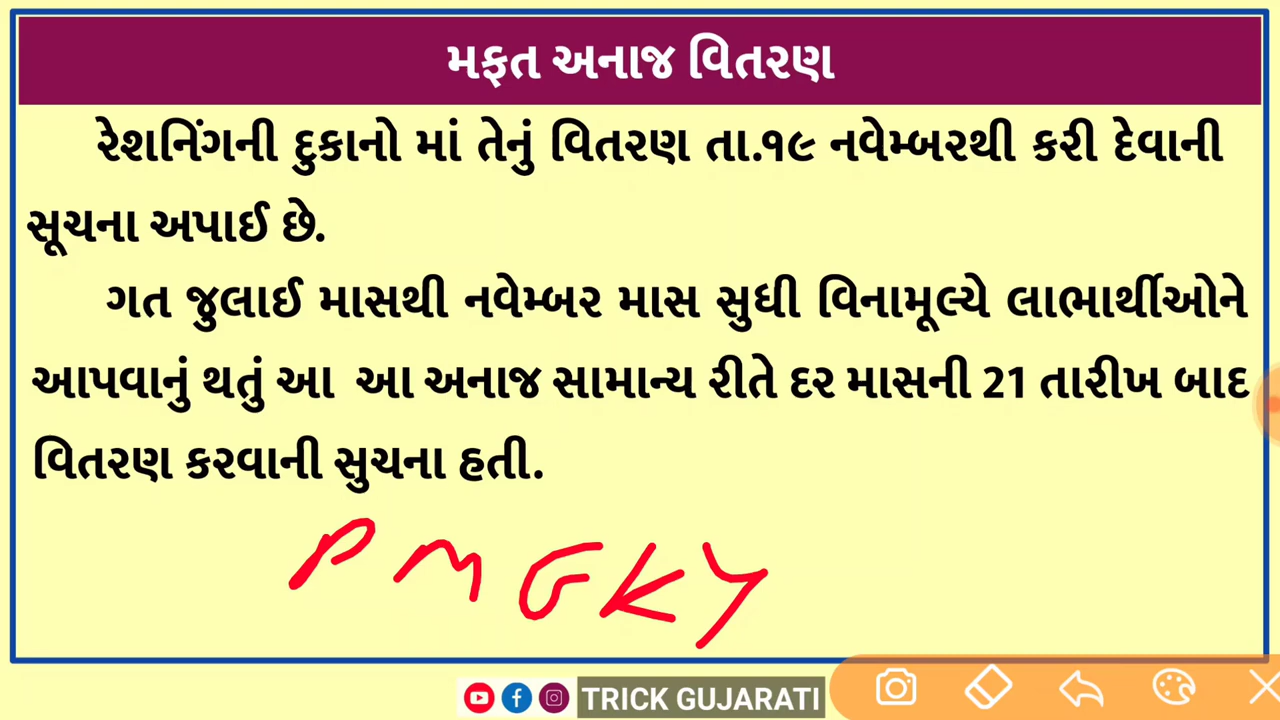 મફત અનાજ વિતરણ
રેશનિંગની દુકાનો માં તેનું વિતરણ તા.૧૯ નવેમ્બરથી કરી દેવાની
સૂચના અપાઈ છે.
ગત જુલાઈ માસથી નવેમ્બર માસ સુધી વિનામૂલ્યે લાભાર્થીઓને
આપવાનું થતું આ આ અનાજ સામાન્ય રીતે દર માસની 21 તારીખ બાદ
વિતરણ કરવાની સુચના હતી.
PMGKY
TRICK GUJARATI